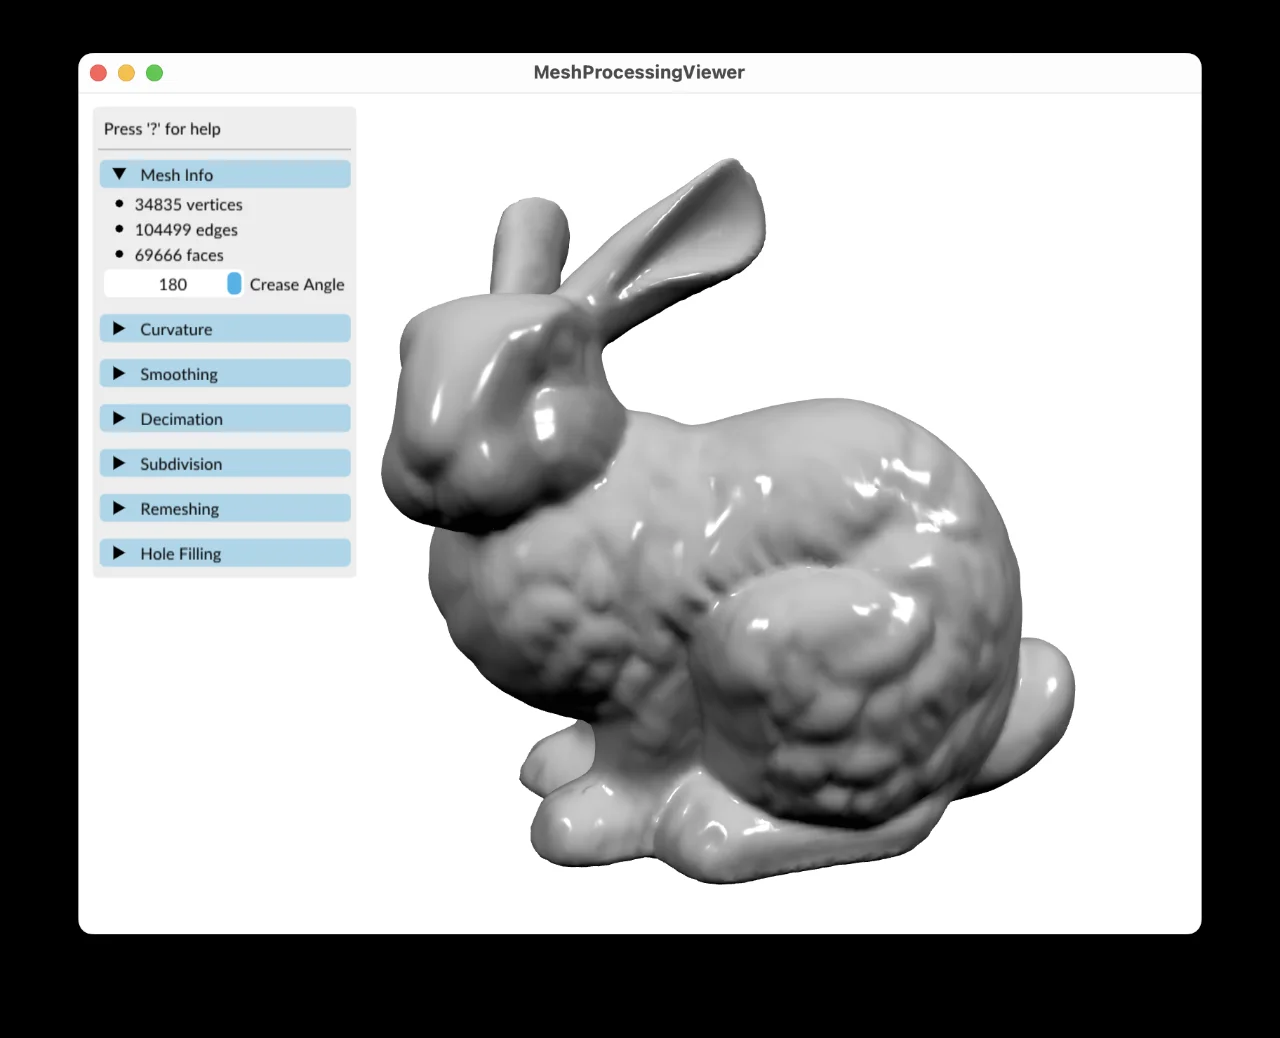 MeshProcessingViewer
Press '?' for help
Mesh Info
34835 vertices
104499 edges
69666 faces
180 Crease Angle
Curvature
Smoothing
Decimation
Subdivision
Remeshing
Hole Filling